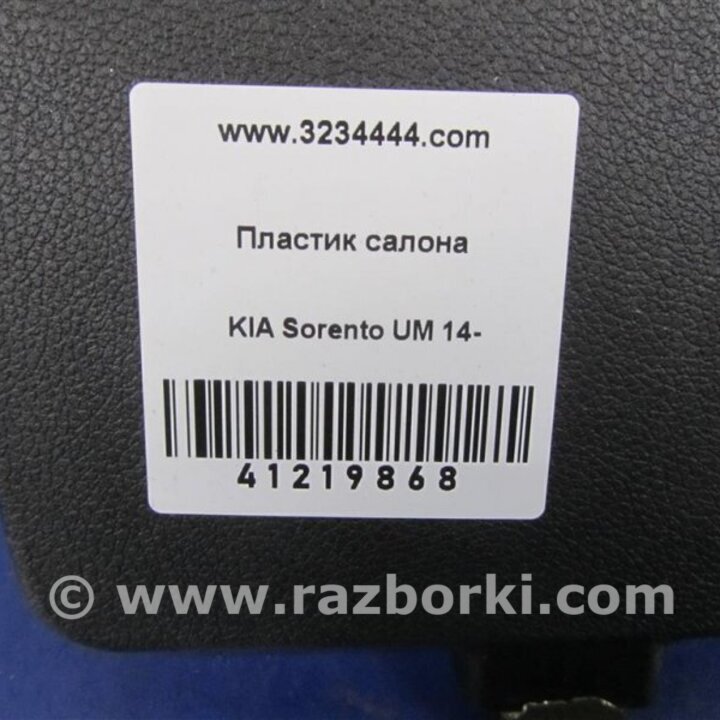 www.3234444.com
Пластик салона
KIA Sorento UM 14-
41219868
© www.razborki.com